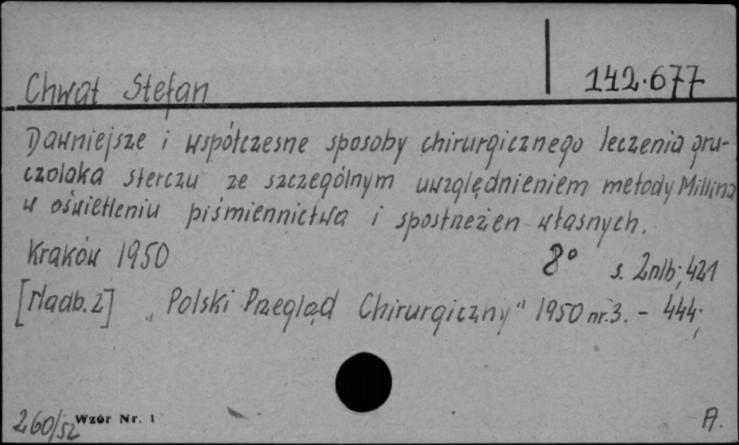 Chwat Stefan 142.677
Dawniejsze i współczesne sposoby chirurgicznego leczenia gru-
czolaka sterczu ze szczególnym uwzględnieniem metody Millina
w oświetleniu piśmiennictwa i spostrzeżen własnych.
Kraków 1950 8° s. 2nlb; 421
[Nadb. z] „Polski Przegląd Chirurgiczny" 1950 nr. 3. - 444;
260/52 Wzór Nr. 1 A.